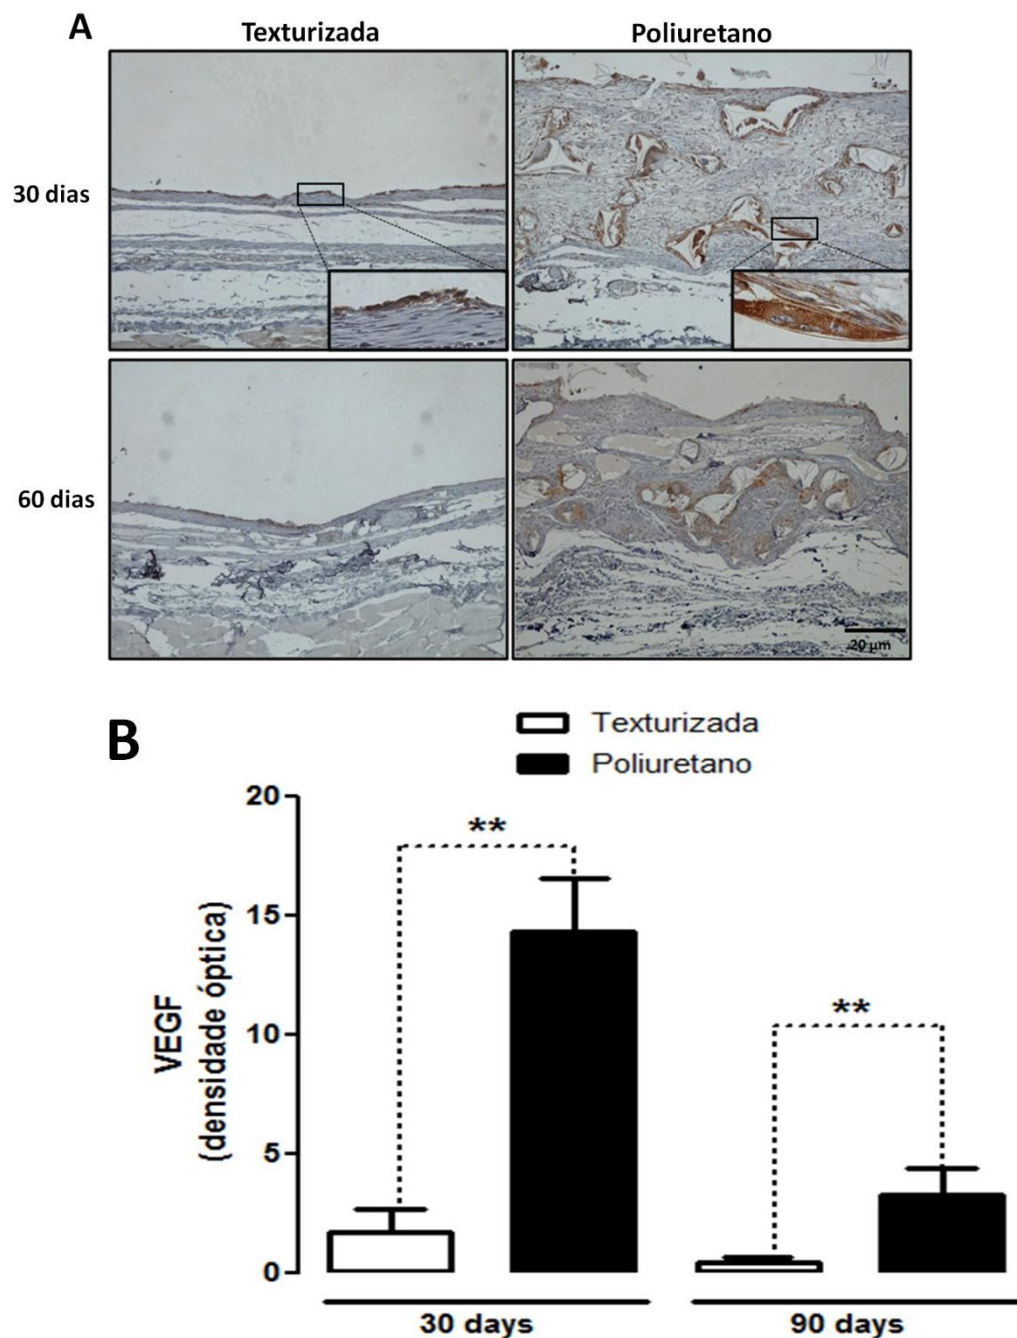 A
Texturizada Poliuretano
30 dias
60 dias
20 µm
B
Texturizada
Poliuretano
VEGF
(densidade óptica)
20
15
10
5
0
**
**
30 days 90 days